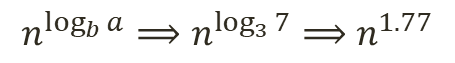 n^{log_b a} ⟹ n^{log_3 7} ⟹ n^{1.77}